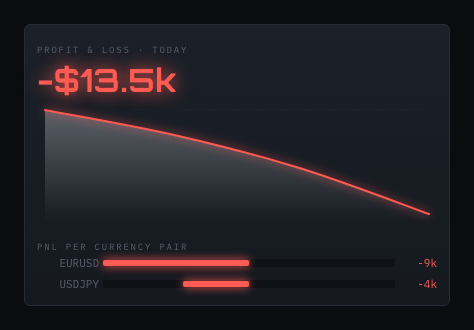 PROFIT & LOSS · TODAY
-$13.5k
PNL PER CURRENCY PAIR
EURUSD -9k
USDJPY -4k